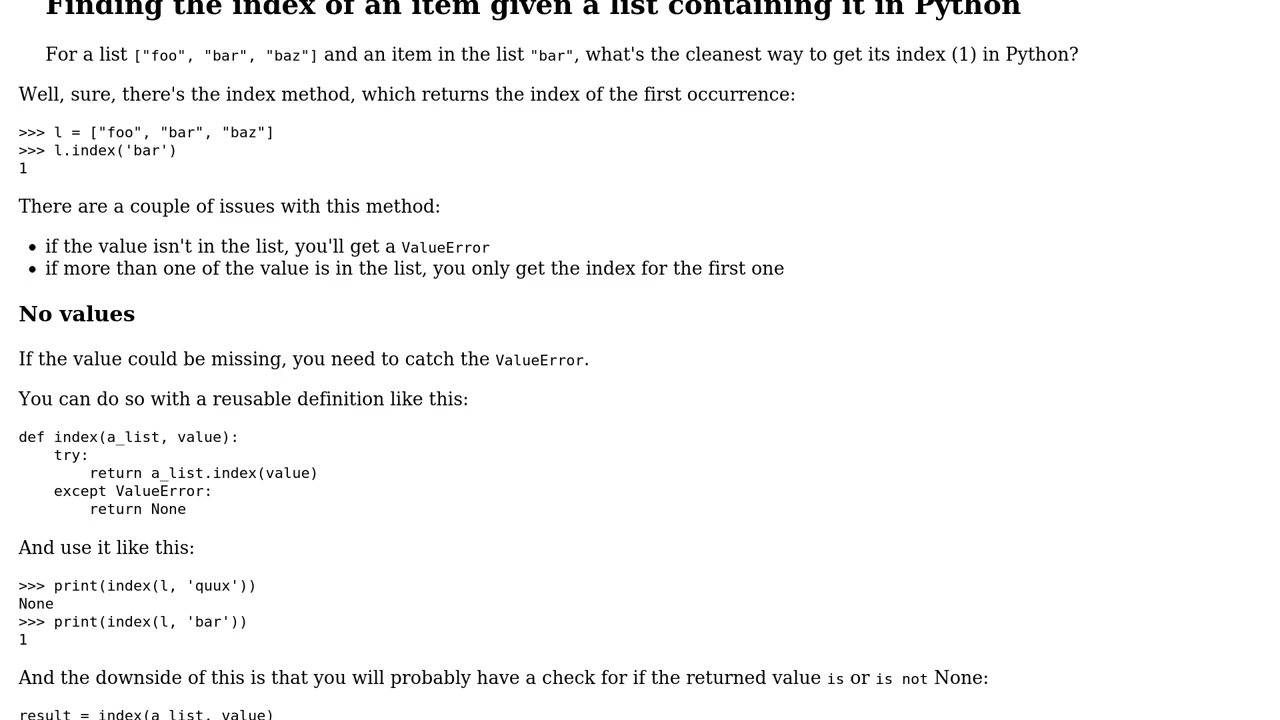 Finding the index of an item given a list containing it in Python
For a list ["foo", "bar", "baz"] and an item in the list "bar", what's the cleanest way to get its index (1) in Python?
Well, sure, there's the index method, which returns the index of the first occurrence:
>>> l = ["foo", "bar", "baz"]
>>> l.index('bar')
1
There are a couple of issues with this method:
• if the value isn't in the list, you'll get a ValueError
• if more than one of the value is in the list, you only get the index for the first one
No values
If the value could be missing, you need to catch the ValueError.
You can do so with a reusable definition like this:
def index(a_list, value):
    try:
        return a_list.index(value)
    except ValueError:
        return None
And use it like this:
>>> print(index(l, 'quux'))
None
>>> print(index(l, 'bar'))
1
And the downside of this is that you will probably have a check for if the returned value is or is not None:
result = index(a_list, value)